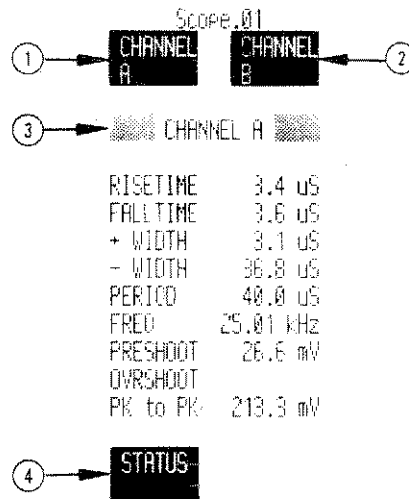 Scope.01
1 CHANNEL A
CHANNEL B 2
3 CHANNEL A
RISETIME 3.4 uS
FALLTIME 3.6 uS
+ WIDTH 3.1 uS
- WIDTH 36.8 uS
PERIOD 40.0 uS
FREQ 25.01 kHz
PRESHOOT 26.6 mV
OVRSHOOT
PK to PK 213.3 mV
4 STATUS